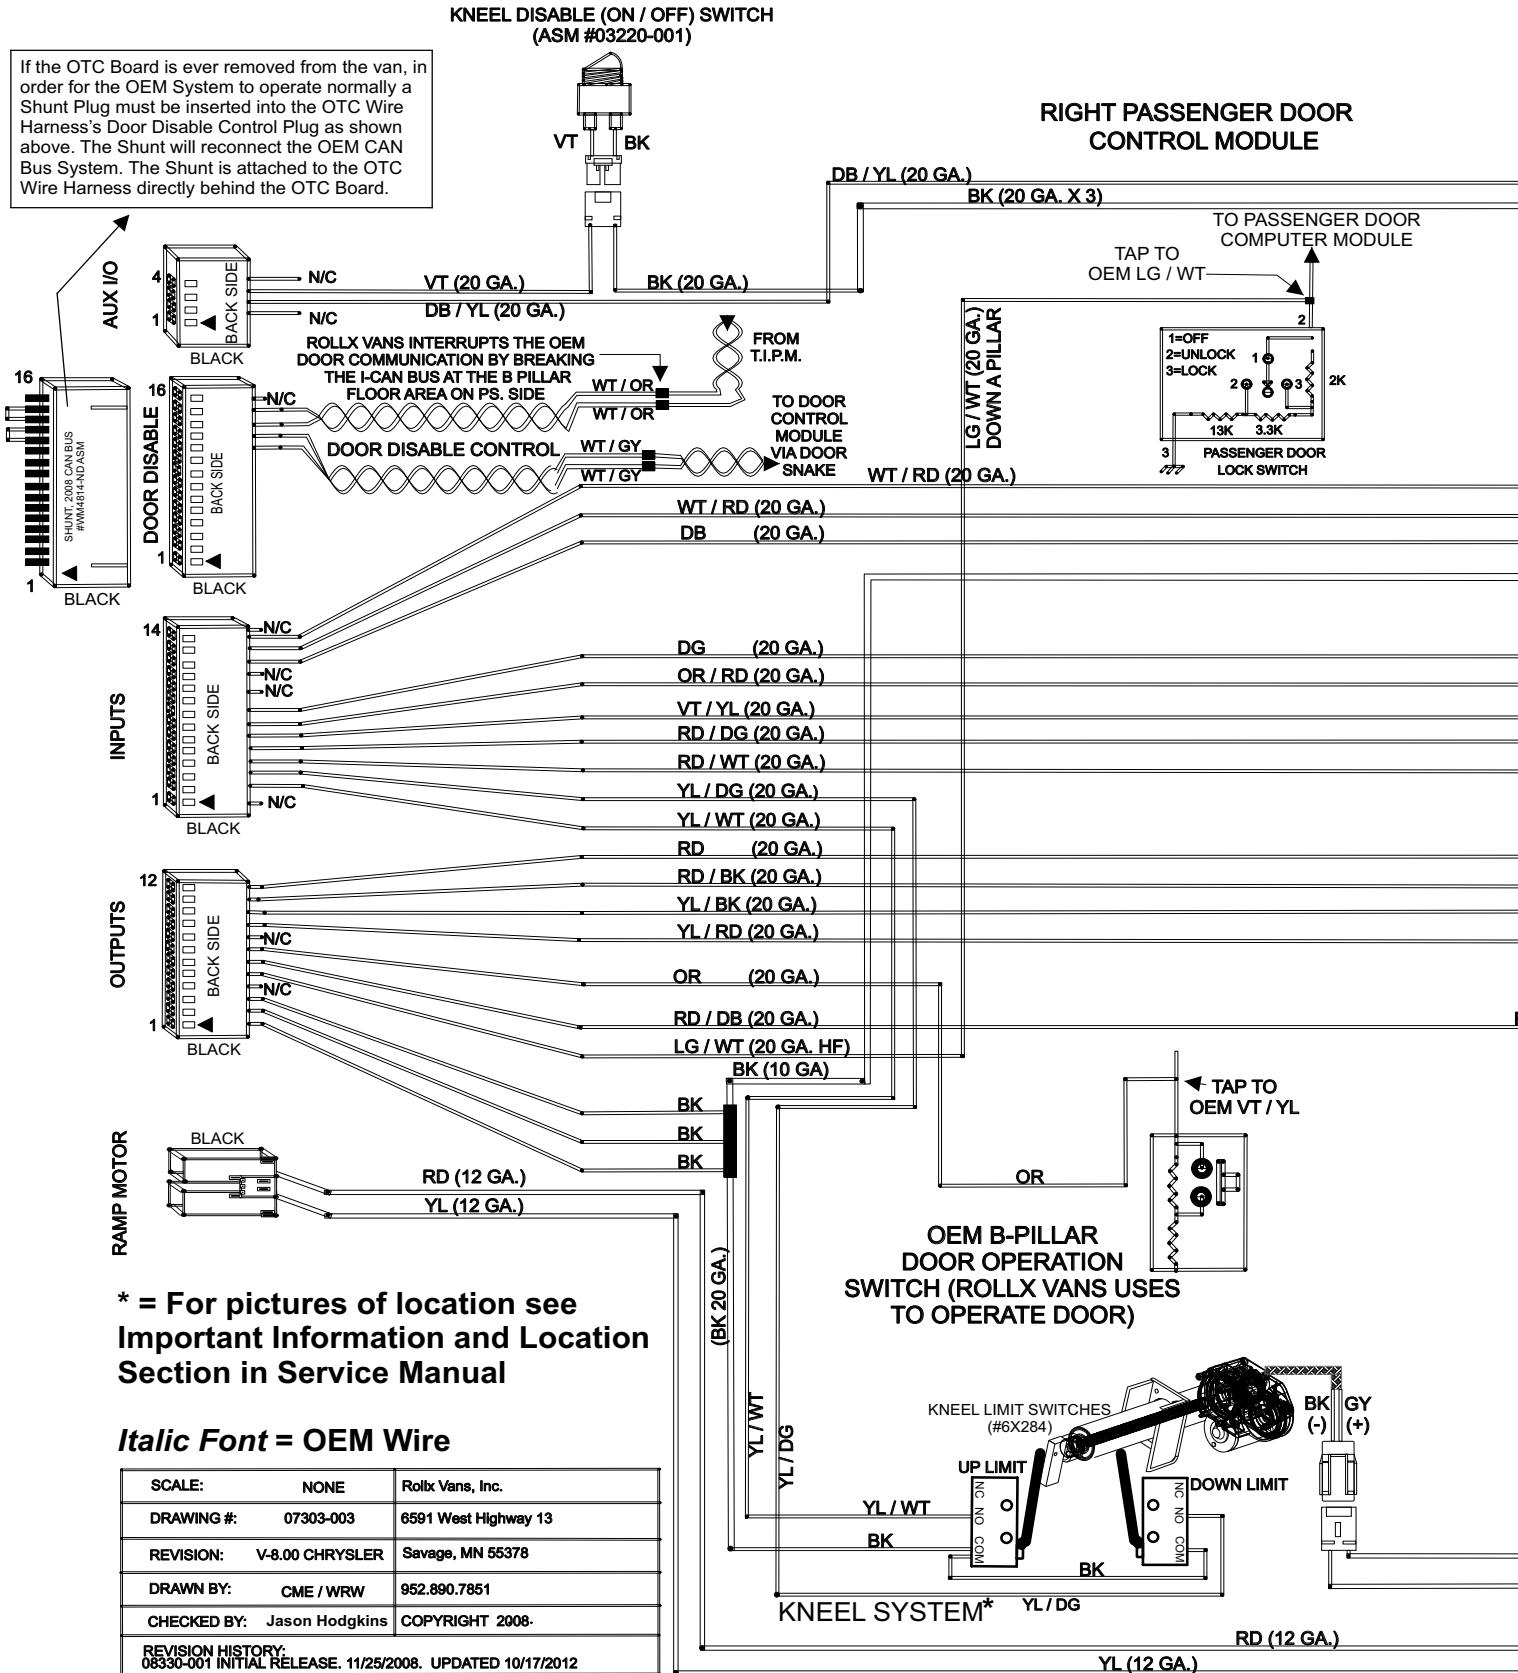 KNEEL DISABLE (ON / OFF) SWITCH
(ASM #03220-001)
If the OTC Board is ever removed from the van, in
order for the OEM System to operate normally a
Shunt Plug must be inserted into the OTC Wire
Harness's Door Disable Control Plug as shown
above. The Shunt will reconnect the OEM CAN
Bus System. The Shunt is attached to the OTC
Wire Harness directly behind the OTC Board.
VT
BK
RIGHT PASSENGER DOOR
CONTROL MODULE
DB / YL (20 GA.)
BK (20 GA. X 3)
TO PASSENGER DOOR
COMPUTER MODULE
TAP TO
OEM LG / WT
AUX I/O
4
1
BACK SIDE
BLACK
N/C
VT (20 GA.)
BK (20 GA.)
DB / YL (20 GA.)
N/C
ROLLX VANS INTERRUPTS THE OEM
DOOR COMMUNICATION BY BREAKING
THE I-CAN BUS AT THE B PILLAR
FLOOR AREA ON PS. SIDE
FROM
T.I.P.M.
LG / WT (20 GA.)
DOWN A PILLAR
2
1=OFF
2=UNLOCK
3=LOCK
1
2
3
2K
13K
3.3K
3
PASSENGER DOOR
LOCK SWITCH
16
SHUNT, 2008 CAN BUS
#WM4814-ND ASM
1
BLACK
DOOR DISABLE
16
BACK SIDE
1
BLACK
N/C
WT / OR
WT / OR
DOOR DISABLE CONTROL
WT / GY
WT / GY
TO DOOR
CONTROL
MODULE
VIA DOOR
SNAKE
WT / RD (20 GA.)
WT / RD (20 GA.)
DB (20 GA.)
INPUTS
14
BACK SIDE
1
BLACK
N/C
N/C
N/C
N/C
DG (20 GA.)
OR / RD (20 GA.)
VT / YL (20 GA.)
RD / DG (20 GA.)
RD / WT (20 GA.)
YL / DG (20 GA.)
YL / WT (20 GA.)
OUTPUTS
12
BACK SIDE
1
BLACK
N/C
N/C
RD (20 GA.)
RD / BK (20 GA.)
YL / BK (20 GA.)
YL / RD (20 GA.)
OR (20 GA.)
RD / DB (20 GA.)
LG / WT (20 GA. HF)
BK (10 GA)
BK
BK
BK
TAP TO
OEM VT / YL
RAMP MOTOR
BLACK
RD (12 GA.)
YL (12 GA.)
OR
OEM B-PILLAR
DOOR OPERATION
SWITCH (ROLLX VANS USES
TO OPERATE DOOR)
(BK 20 GA.)
* = For pictures of location see
Important Information and Location
Section in Service Manual
Italic Font = OEM Wire
YL / WT
YL / DG
KNEEL LIMIT SWITCHES
(#6X284)
BK
(-)
GY
(+)
UP LIMIT
NC NO COM
DOWN LIMIT
NC NO COM
YL / WT
BK
BK
YL / DG
KNEEL SYSTEM*
RD (12 GA.)
YL (12 GA.)
SCALE: NONE Rollx Vans, Inc.
DRAWING #: 07303-003 6591 West Highway 13
REVISION: V-8.00 CHRYSLER Savage, MN 55378
DRAWN BY: CME / WRW 952.890.7851
CHECKED BY: Jason Hodgkins COPYRIGHT 2008-
REVISION HISTORY:
08330-001 INITIAL RELEASE. 11/25/2008. UPDATED 10/17/2012